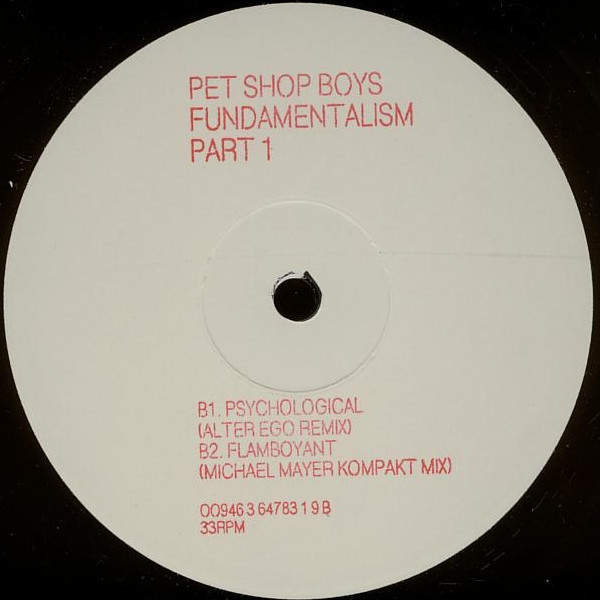 PET SHOP BOYS
FUNDAMENTALISM
PART 1
B1. PSYCHOLOGICAL
(ALTER EGO REMIX)
B2. FLAMBOYANT
(MICHAEL MAYER KOMPAKT MIX)
00946 3 64783 1 9 B
33RPM